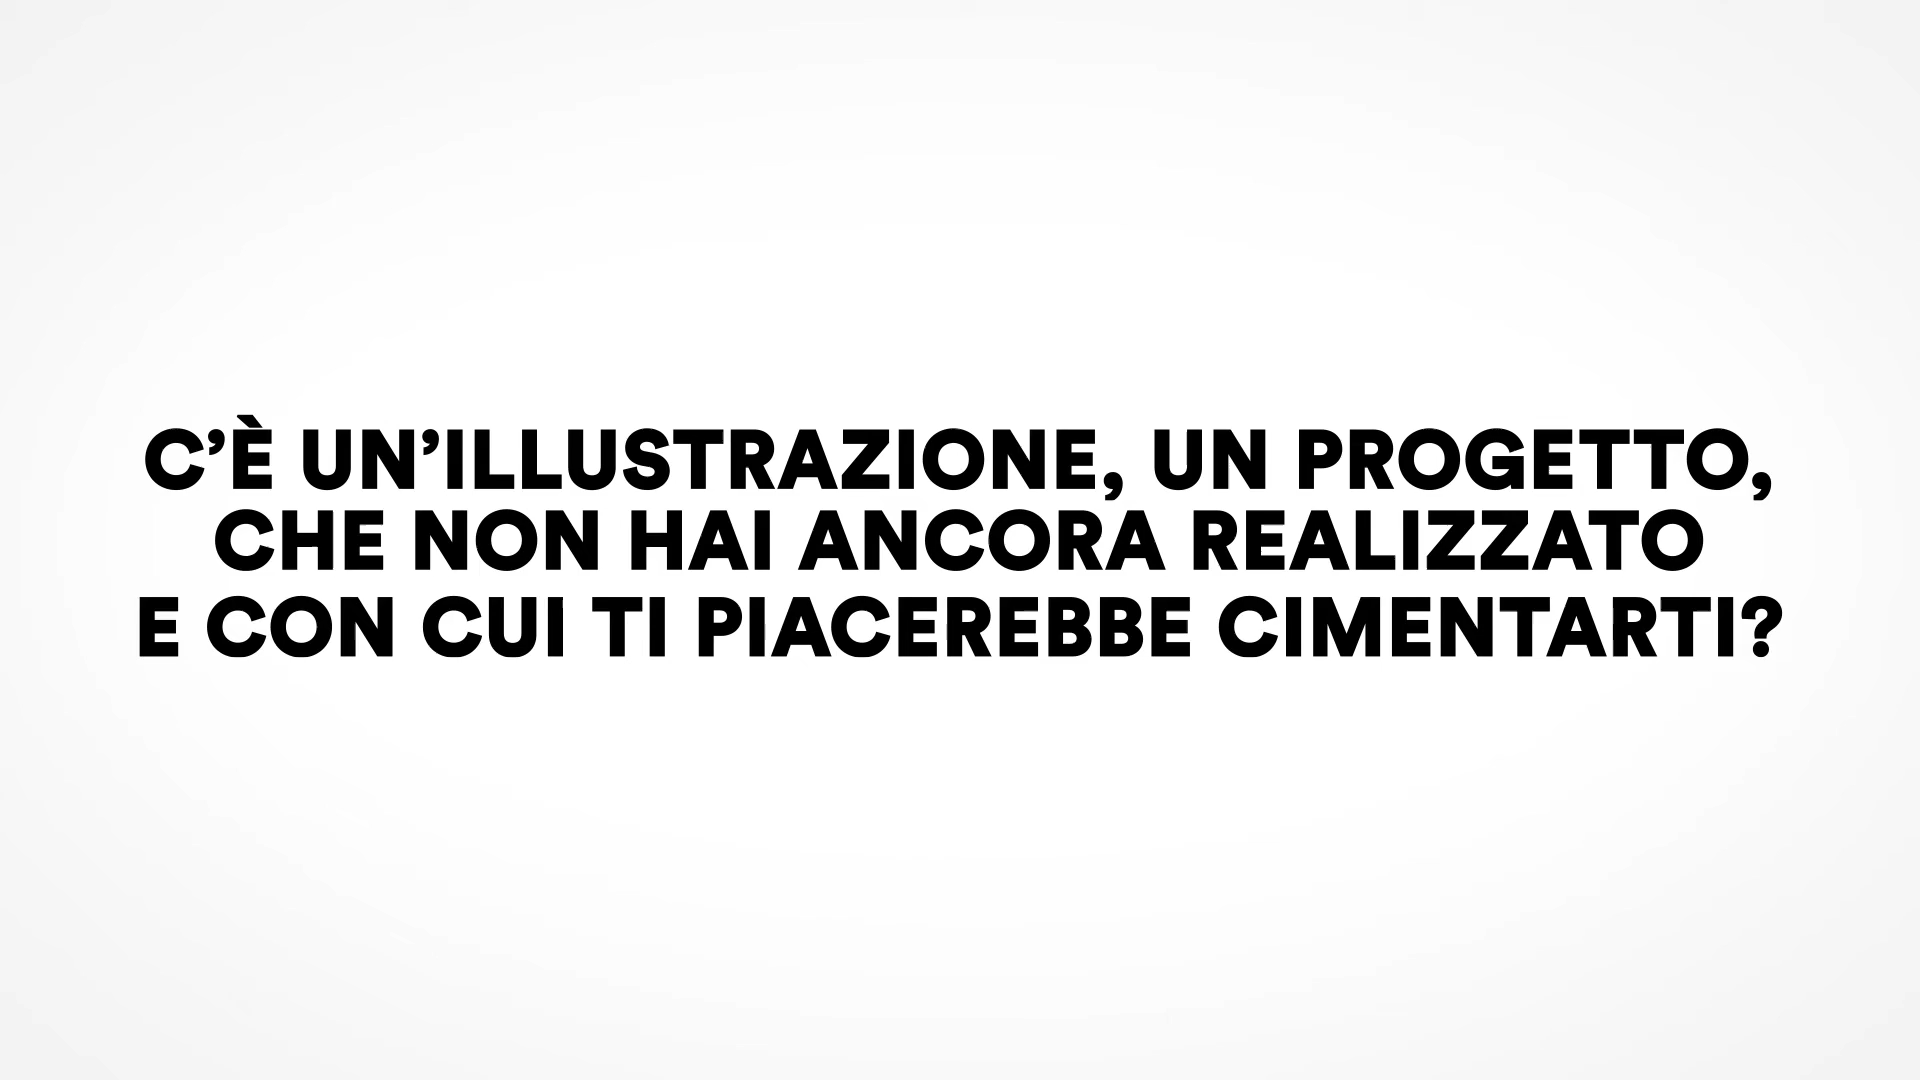 C’È UN’ILLUSTRAZIONE, UN PROGETTO,
CHE NON HAI ANCORA REALIZZATO
E CON CUI TI PIACEREBBE CIMENTARTI?